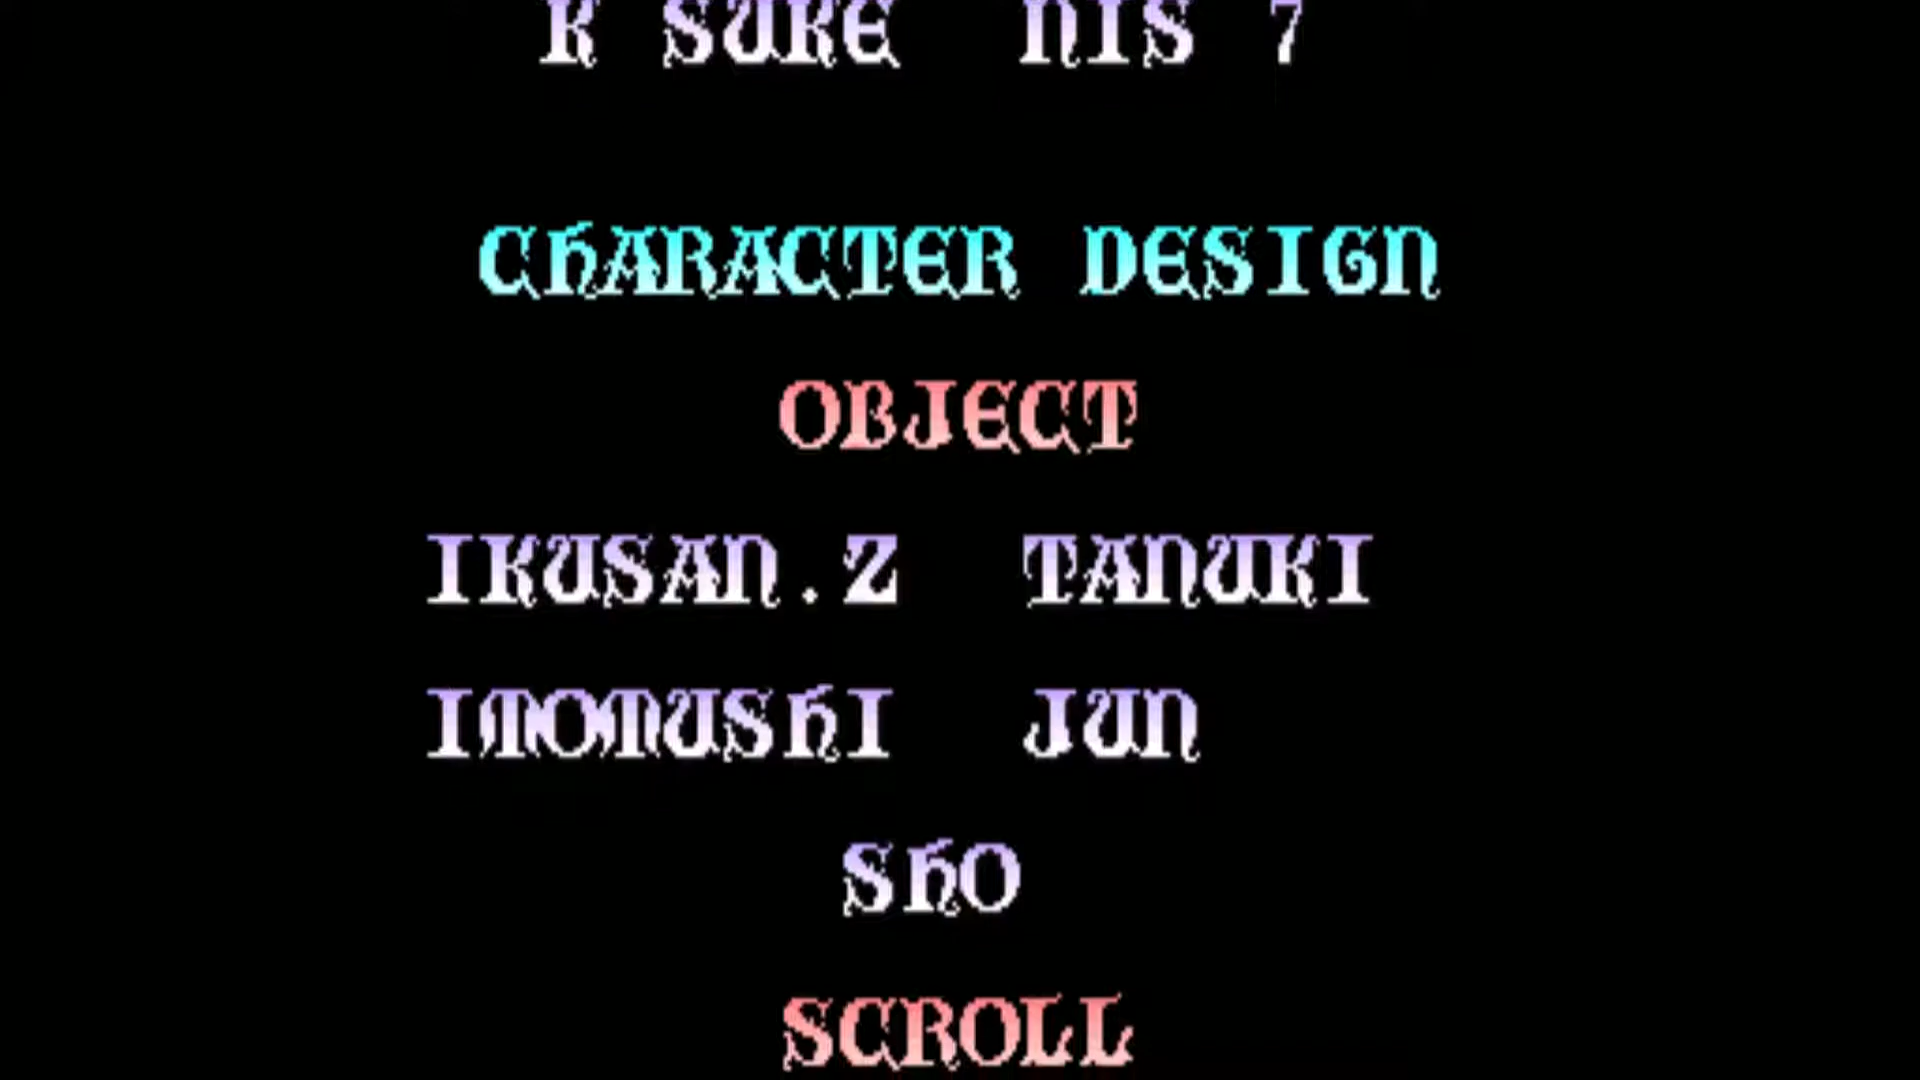 K SUKE NIS 7
CHARACTER DESIGN
OBJECT
IKUSAN.Z TANUKI
IMOMUSHI JUN
SHO
SCROLL